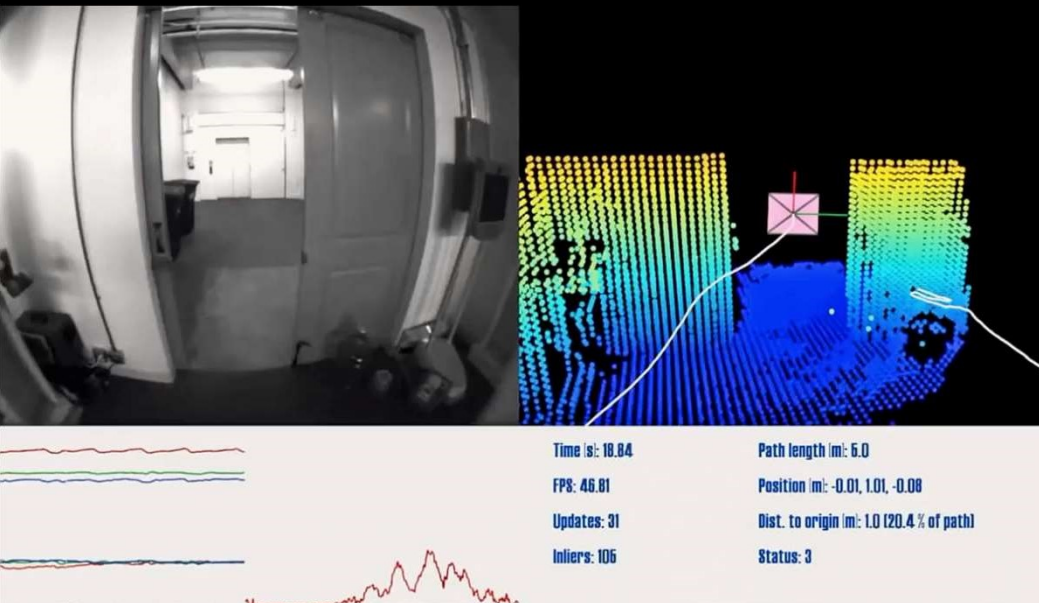 Time [s]: 18.84
FPS: 46.81
Updates: 31
Inliers: 106
Path length [m]: 5.0
Position [m]: -0.01, 1.01, -0.08
Dist. to origin [m]: 1.0 (20.4 % of path)
Status: 3